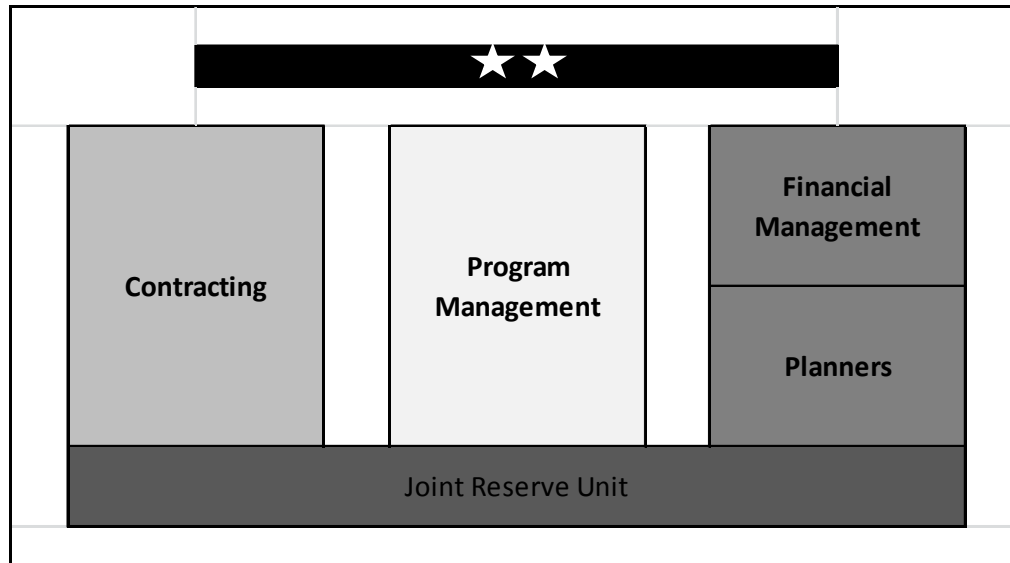 Contracting
Program
Management
Financial
Management
Planners
Joint Reserve Unit